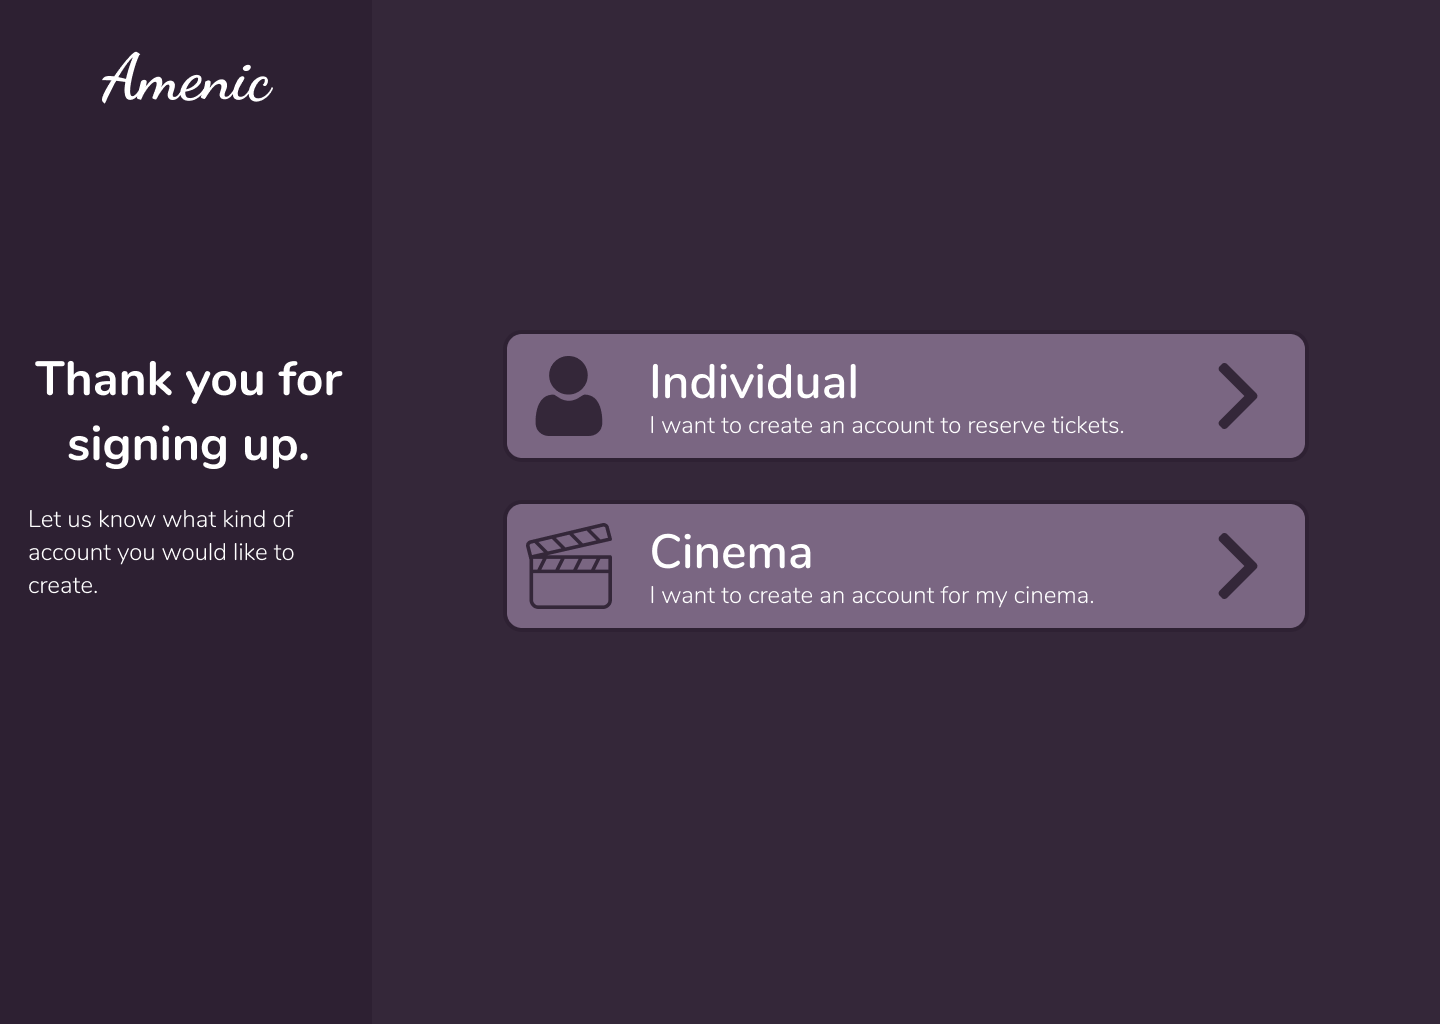 Amenic
Thank you for
signing up.
Let us know what kind of
account you would like to
create.
Individual
I want to create an account to reserve tickets.
Cinema
I want to create an account for my cinema.